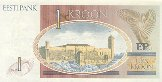 EESTI PANK
1 KROON
1